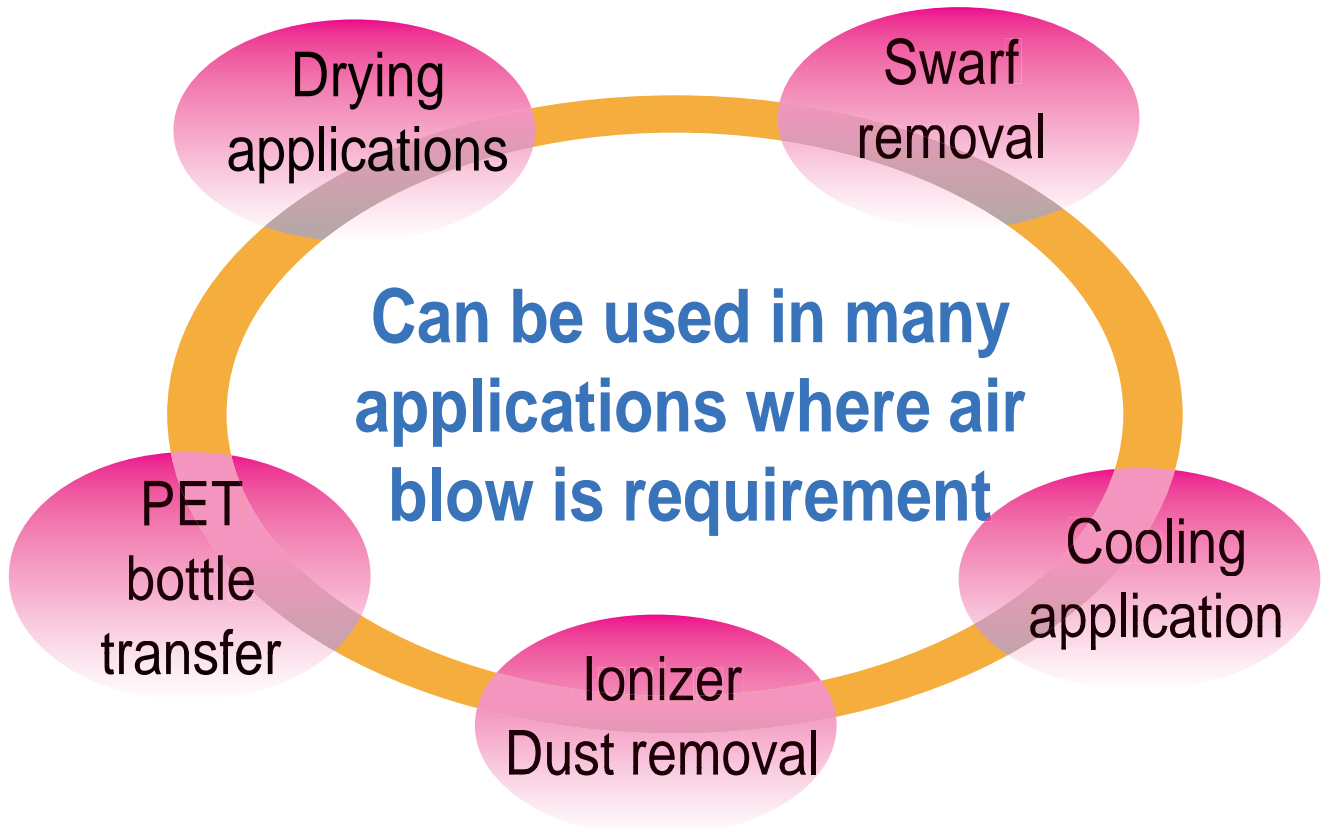 Drying
applications
Swarf
removal
Can be used in many
applications where air
blow is requirement
PET
bottle
transfer
Cooling
application
Ionizer
Dust removal